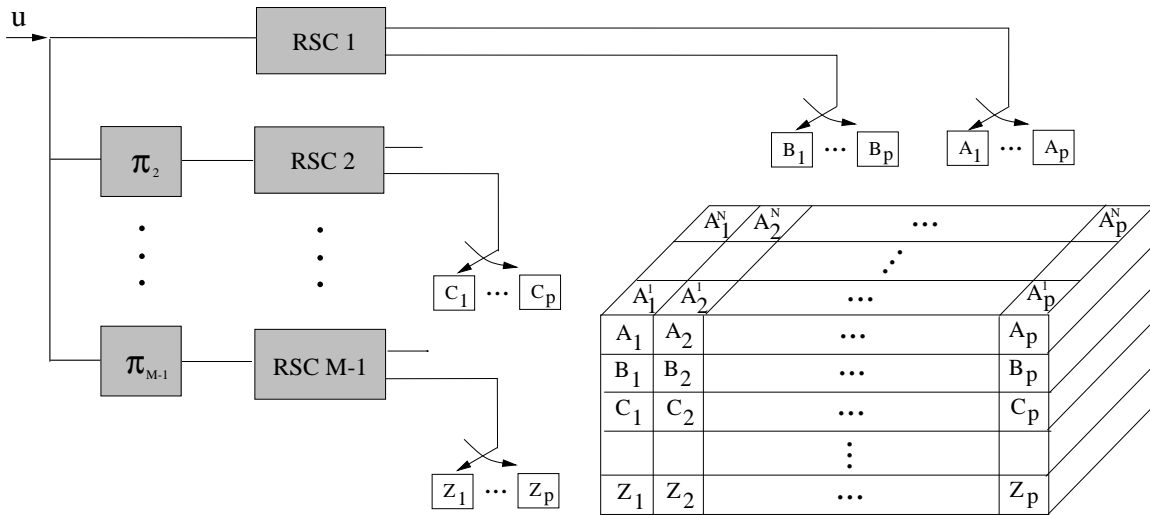 u
RSC 1
B₁ ... Bₚ
A₁ ... Aₚ
π₂
RSC 2
C₁ ... Cₚ
π_{M-1}
RSC M-1
Z₁ ... Zₚ
A₁ᴺ A₂ᴺ ... Aₚᴺ
A₁¹ A₂¹ ... Aₚ¹
A₁ A₂ ... Aₚ
B₁ B₂ ... Bₚ
C₁ C₂ ... Cₚ
Z₁ Z₂ ... Zₚ